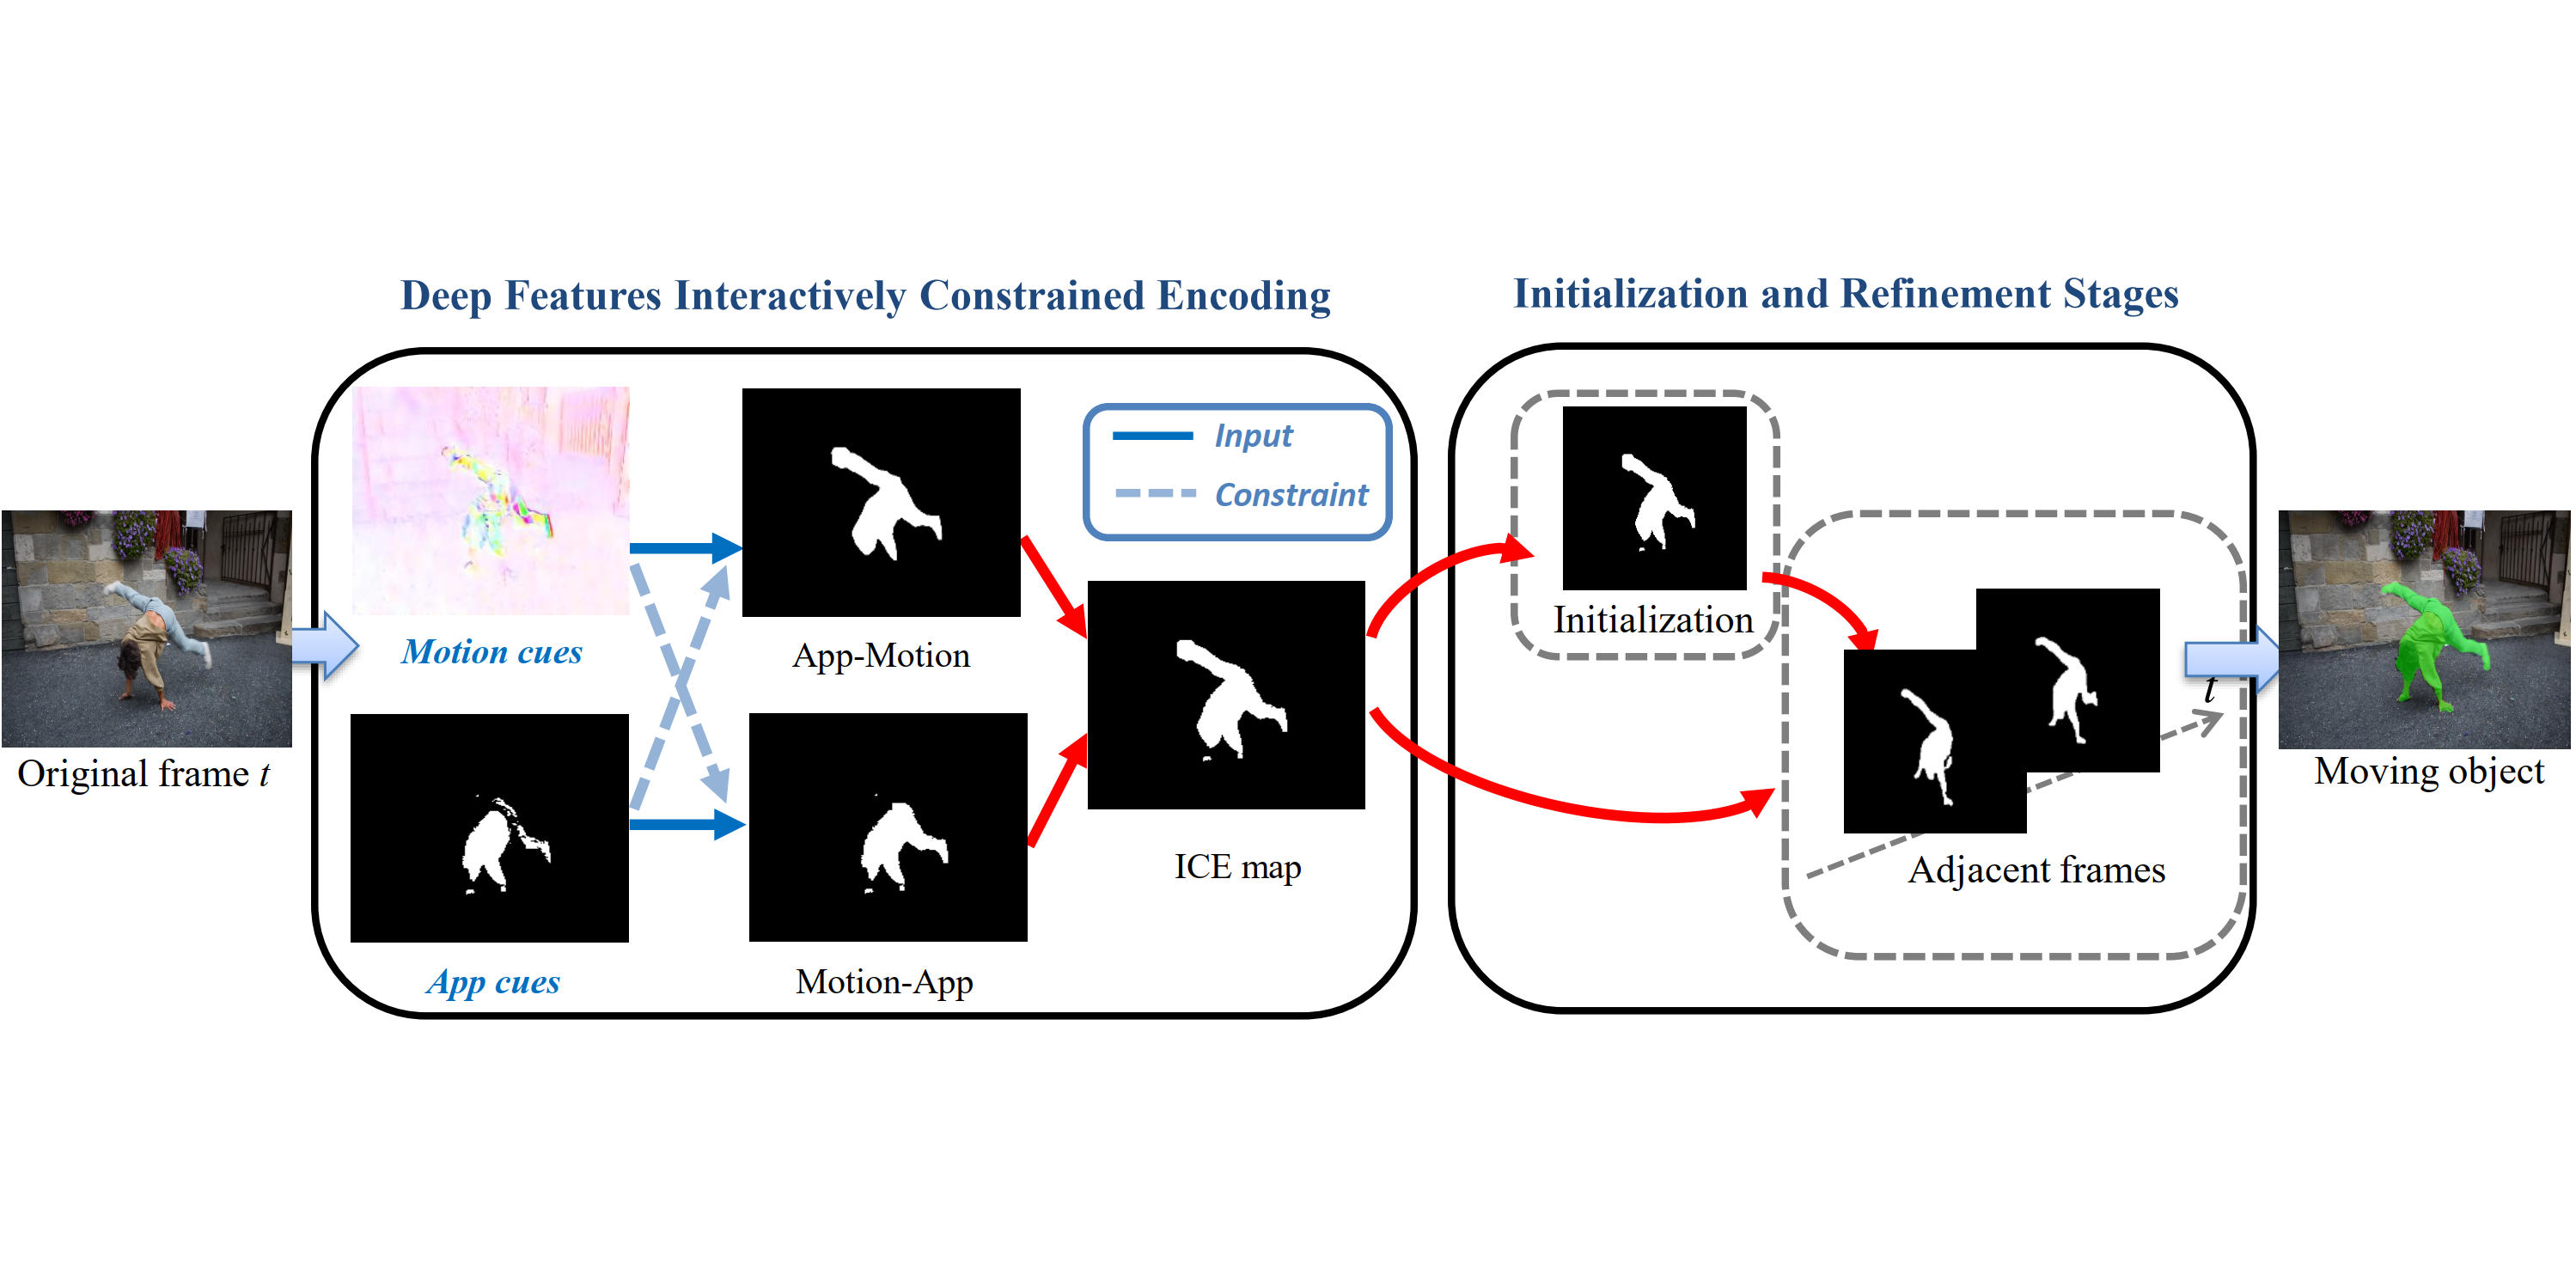 Deep Features Interactively Constrained Encoding
Initialization and Refinement Stages
Original frame t
Motion cues
App cues
App-Motion
Motion-App
Input
Constraint
ICE map
Initialization
Adjacent frames
t
Moving object